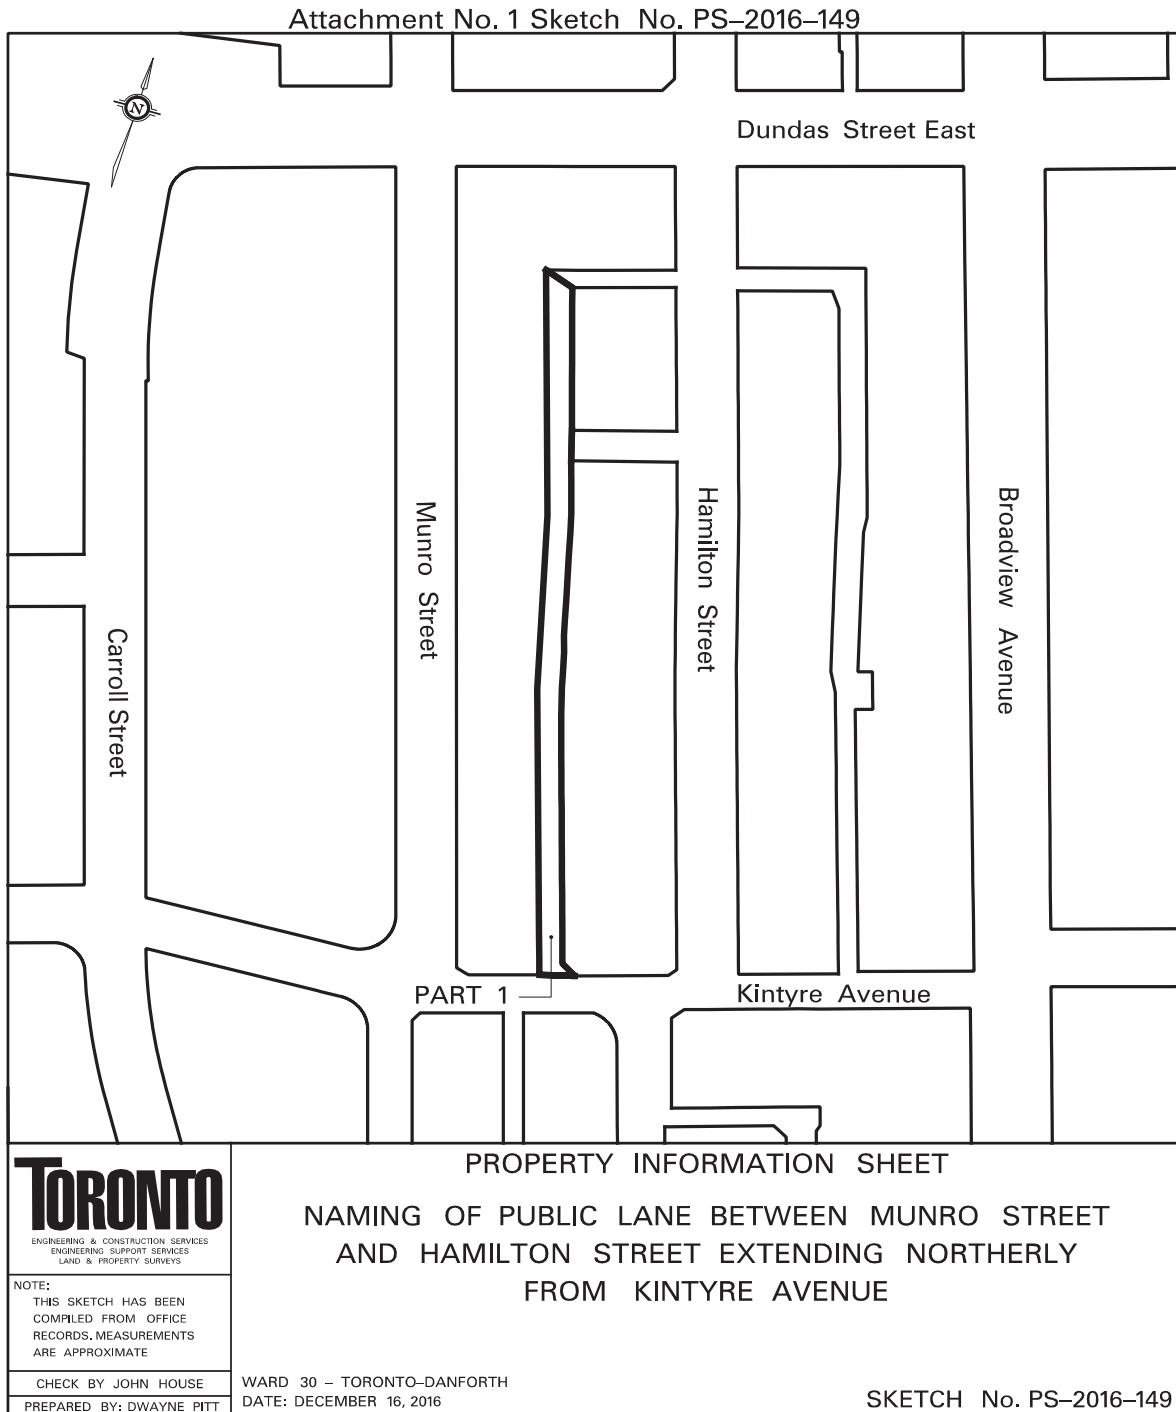 Attachment No. 1 Sketch No. PS–2016–149
N
Dundas Street East
Munro Street
Hamilton Street
Broadview Avenue
Carroll Street
PART 1
Kintyre Avenue
TORONTO
ENGINEERING & CONSTRUCTION SERVICES
ENGINEERING SUPPORT SERVICES
LAND & PROPERTY SURVEYS
NOTE:
THIS SKETCH HAS BEEN
COMPILED FROM OFFICE
RECORDS. MEASUREMENTS
ARE APPROXIMATE
CHECK BY JOHN HOUSE
PREPARED BY: DWAYNE PITT
PROPERTY INFORMATION SHEET
NAMING OF PUBLIC LANE BETWEEN MUNRO STREET
AND HAMILTON STREET EXTENDING NORTHERLY
FROM KINTYRE AVENUE
WARD 30 – TORONTO–DANFORTH
DATE: DECEMBER 16, 2016
SKETCH No. PS–2016–149